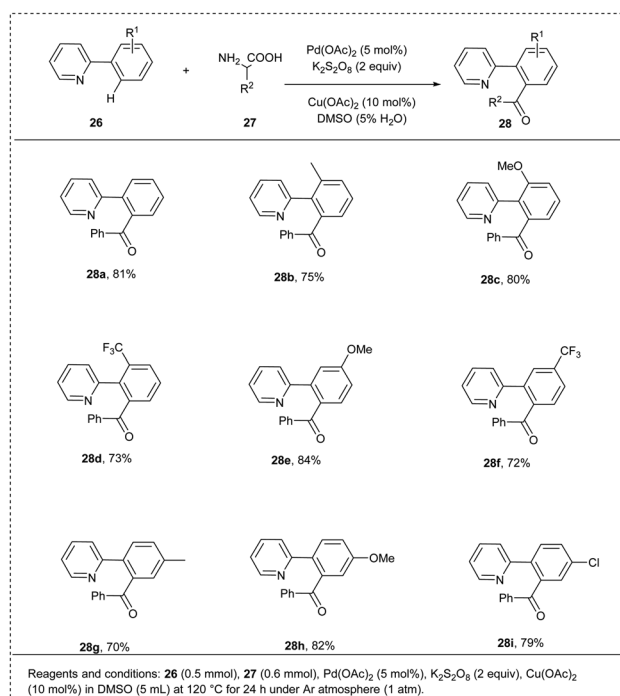 R¹
N
H
26
+
NH₂ COOH
R²
27
Pd(OAc)₂ (5 mol%)
K₂S₂O₈ (2 equiv)
Cu(OAc)₂ (10 mol%)
DMSO (5% H₂O)
R¹
N
R²
O
28
N
Ph
O
28a, 81%
N
Ph
O
28b, 75%
MeO
N
Ph
O
28c, 80%
F₃C
N
Ph
O
28d, 73%
OMe
N
Ph
O
28e, 84%
CF₃
N
Ph
O
28f, 72%
N
Ph
O
28g, 70%
OMe
N
Ph
O
28h, 82%
Cl
N
Ph
O
28i, 79%
Reagents and conditions: 26 (0.5 mmol), 27 (0.6 mmol), Pd(OAc)₂ (5 mol%), K₂S₂O₈ (2 equiv), Cu(OAc)₂
(10 mol%) in DMSO (5 mL) at 120 °C for 24 h under Ar atmosphere (1 atm).